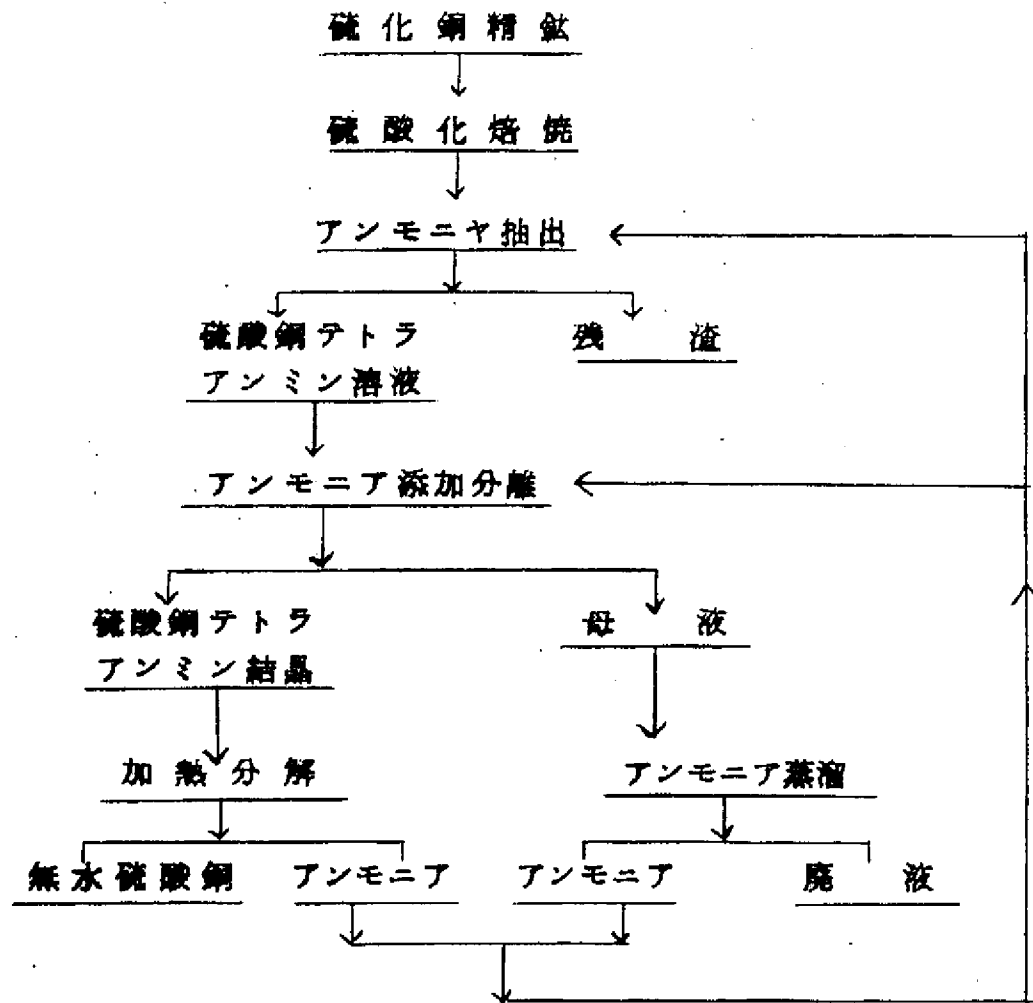 硫化銅精鉱
硫酸化焙焼
アンモニヤ抽出
硫酸銅テトラ
アンミン溶液
残渣
アンモニア添加分離
硫酸銅テトラ
アンミン結晶
母液
加熱分解
アンモニア蒸溜
無水硫酸銅
アンモニア
アンモニア
廃液